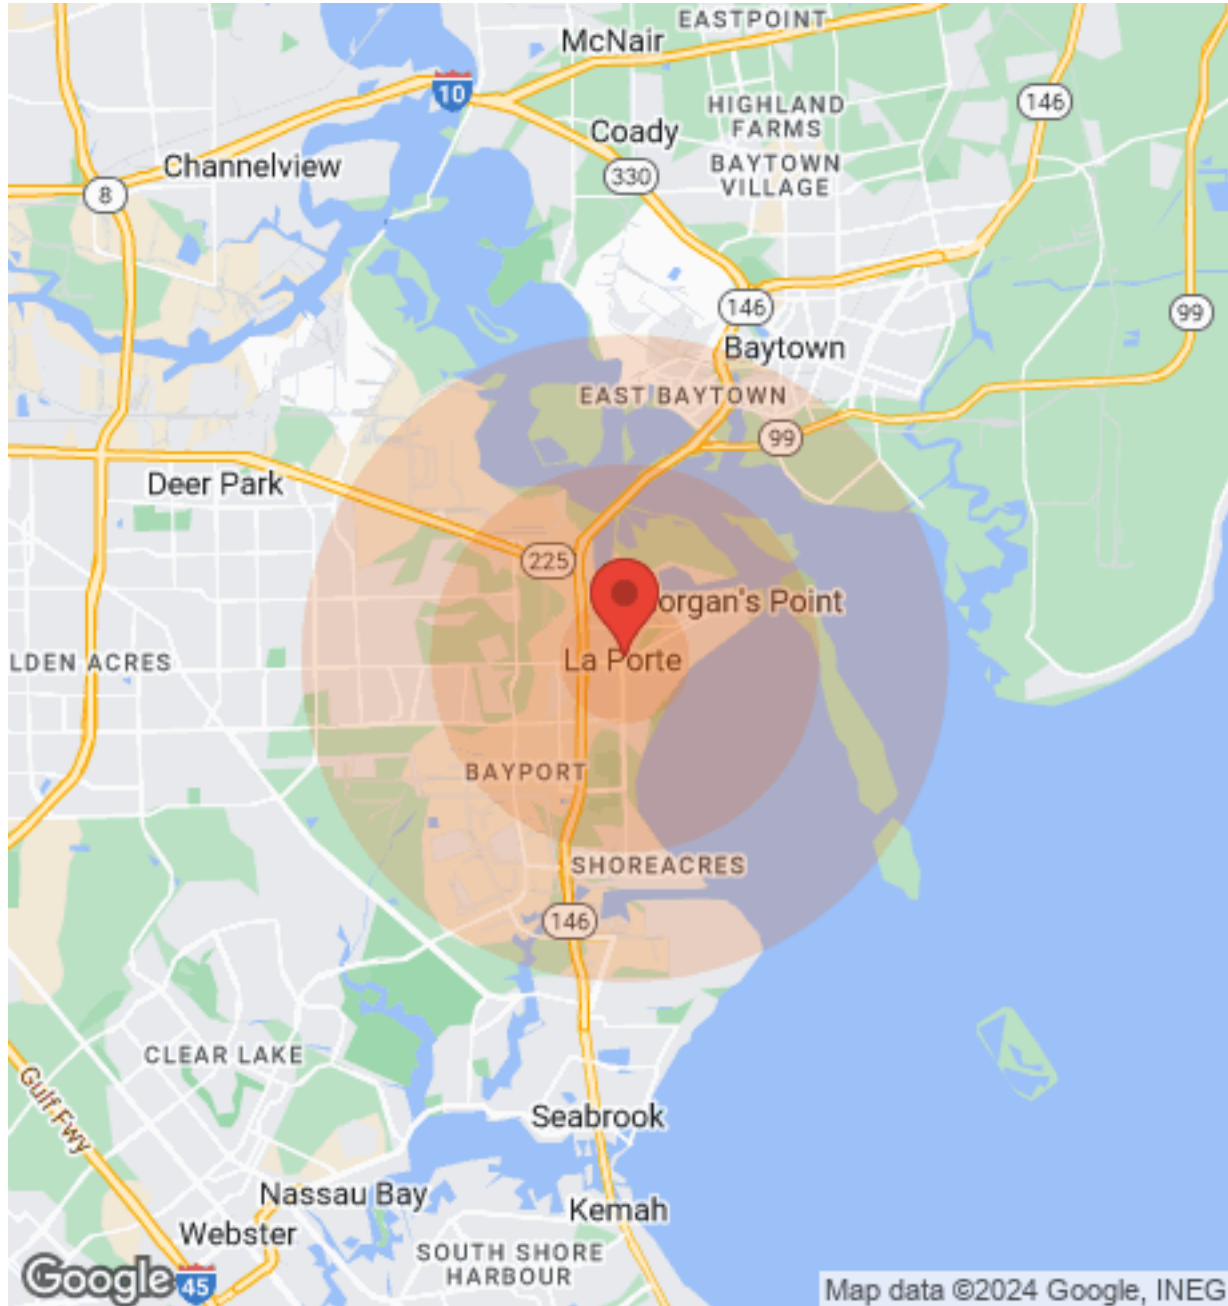 EASTPOINT
McNair
10
146
HIGHLAND
FARMS
Coady
BAYTOWN
VILLAGE
Channelview
330
8
146
99
Baytown
EAST BAYTOWN
99
Deer Park
225
organ's Point
La Porte
LDEN ACRES
BAYPORT
SHOREACRES
146
CLEAR LAKE
Gulf Fwy
Seabrook
Nassau Bay
Kemah
Webster
SOUTH SHORE
HARBOUR
Google
45
Map data ©2024 Google, INEG